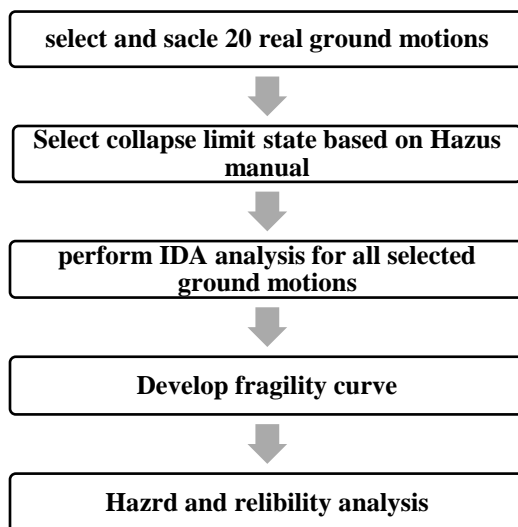 select and sacle 20 real ground motions
Select collapse limit state based on Hazus
manual
perform IDA analysis for all selected
ground motions
Develop fragility curve
Hazrd and relibility analysis